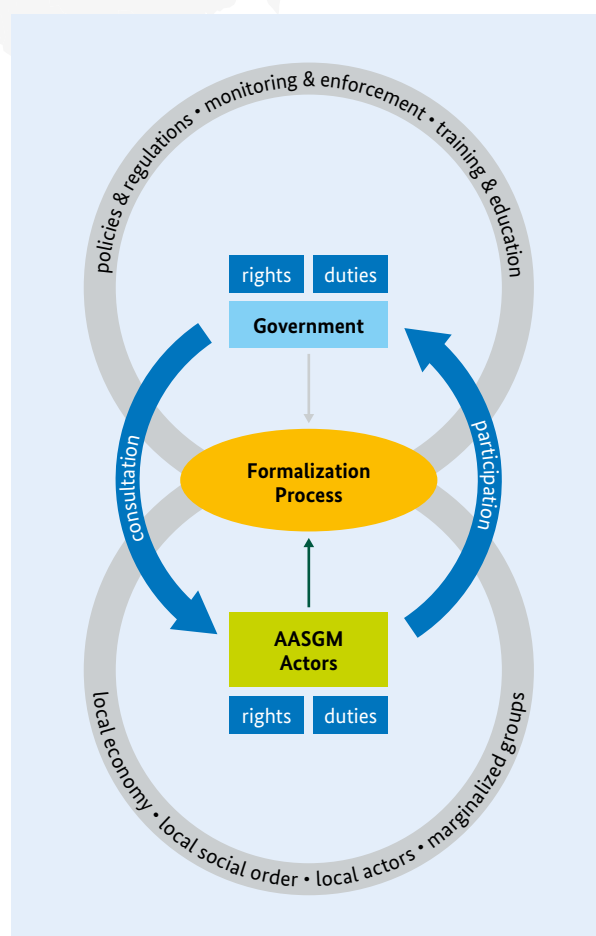 policies & regulations • monitoring & enforcement • training & education
rights
duties
Government
consultation
participation
Formalization
Process
AASGM
Actors
rights
duties
local economy • local social order • local actors • marginalized groups